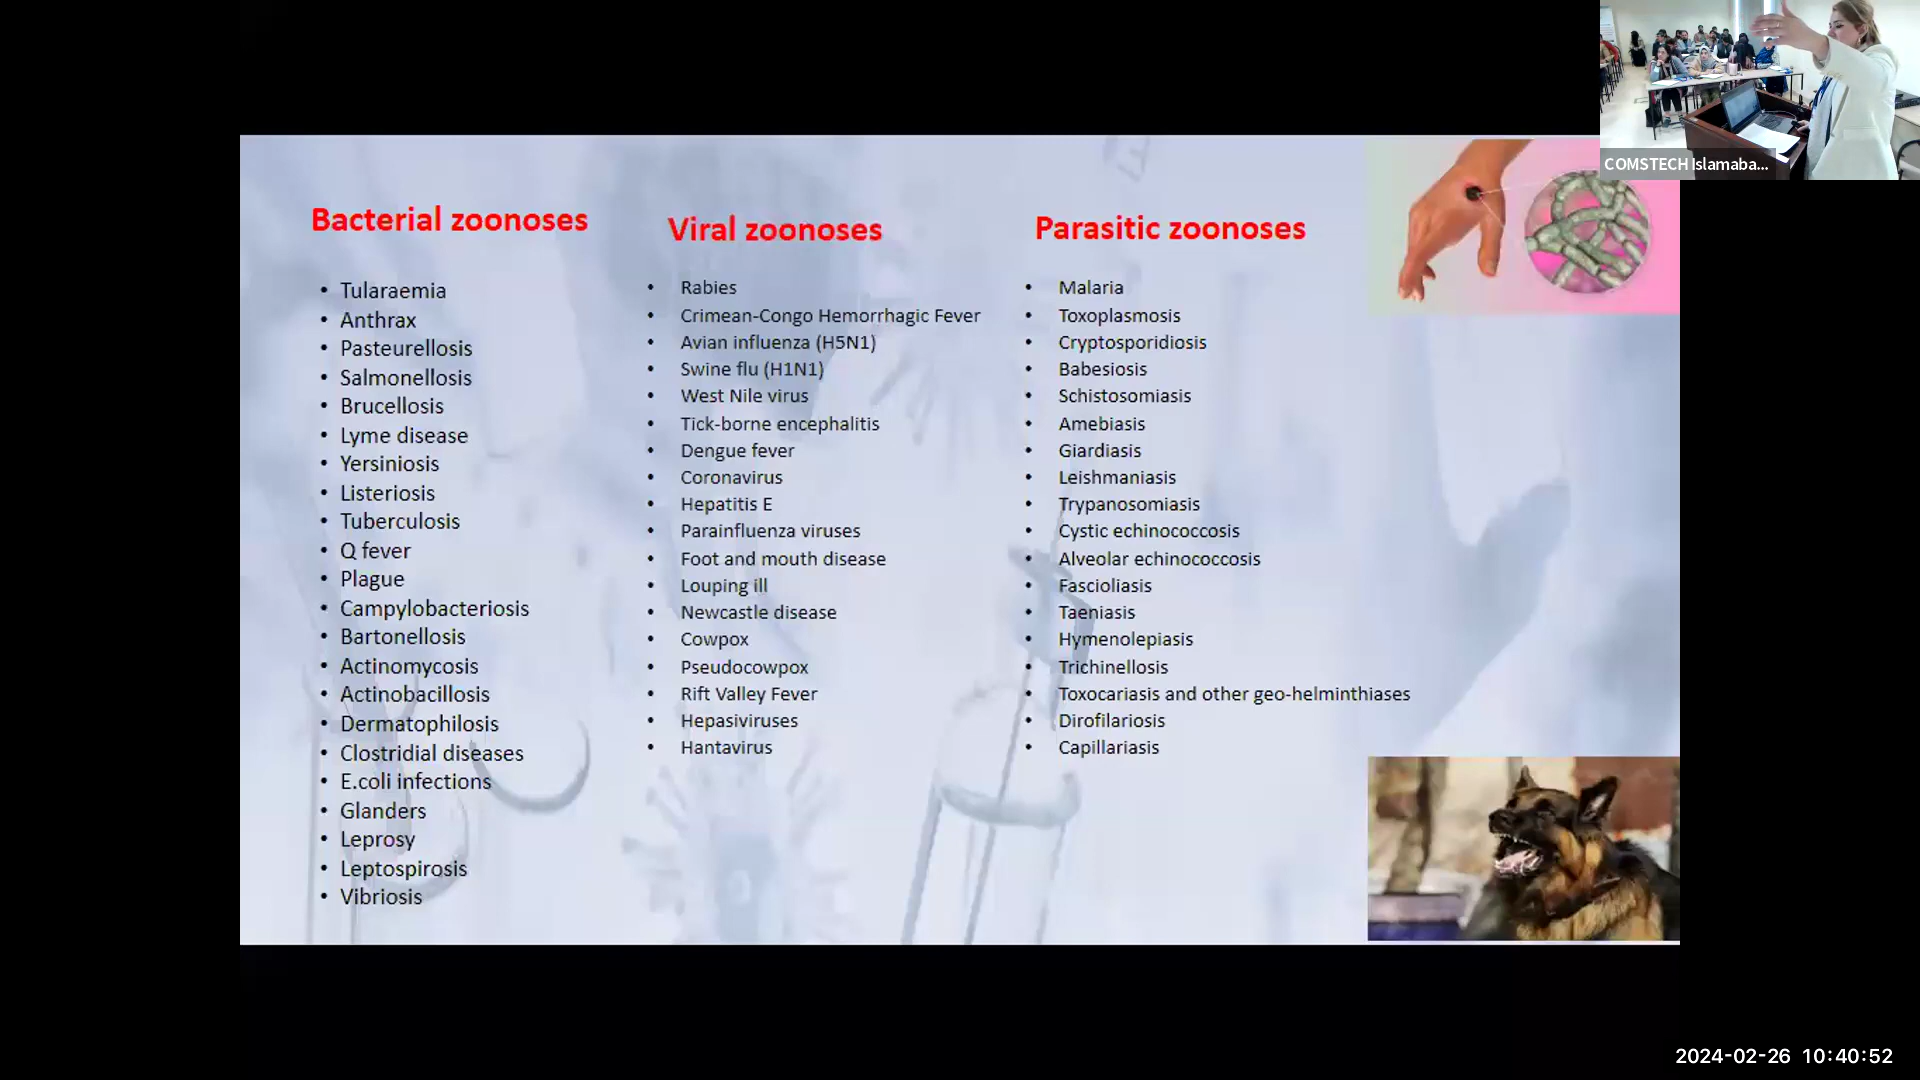 COMSTECH Islamaba...
Bacterial zoonoses
• Tularaemia
• Anthrax
• Pasteurellosis
• Salmonellosis
• Brucellosis
• Lyme disease
• Yersiniosis
• Listeriosis
• Tuberculosis
• Q fever
• Plague
• Campylobacteriosis
• Bartonellosis
• Actinomycosis
• Actinobacillosis
• Dermatophilosis
• Clostridial diseases
• E.coli infections
• Glanders
• Leprosy
• Leptospirosis
• Vibriosis
Viral zoonoses
• Rabies
• Crimean-Congo Hemorrhagic Fever
• Avian influenza (H5N1)
• Swine flu (H1N1)
• West Nile virus
• Tick-borne encephalitis
• Dengue fever
• Coronavirus
• Hepatitis E
• Parainfluenza viruses
• Foot and mouth disease
• Louping ill
• Newcastle disease
• Cowpox
• Pseudocowpox
• Rift Valley Fever
• Hepasiviruses
• Hantavirus
Parasitic zoonoses
• Malaria
• Toxoplasmosis
• Cryptosporidiosis
• Babesiosis
• Schistosomiasis
• Amebiasis
• Giardiasis
• Leishmaniasis
• Trypanosomiasis
• Cystic echinococcosis
• Alveolar echinococcosis
• Fascioliasis
• Taeniasis
• Hymenolepiasis
• Trichinellosis
• Toxocariasis and other geo-helminthiases
• Dirofilariosis
• Capillariasis
2024-02-26 10:40:52